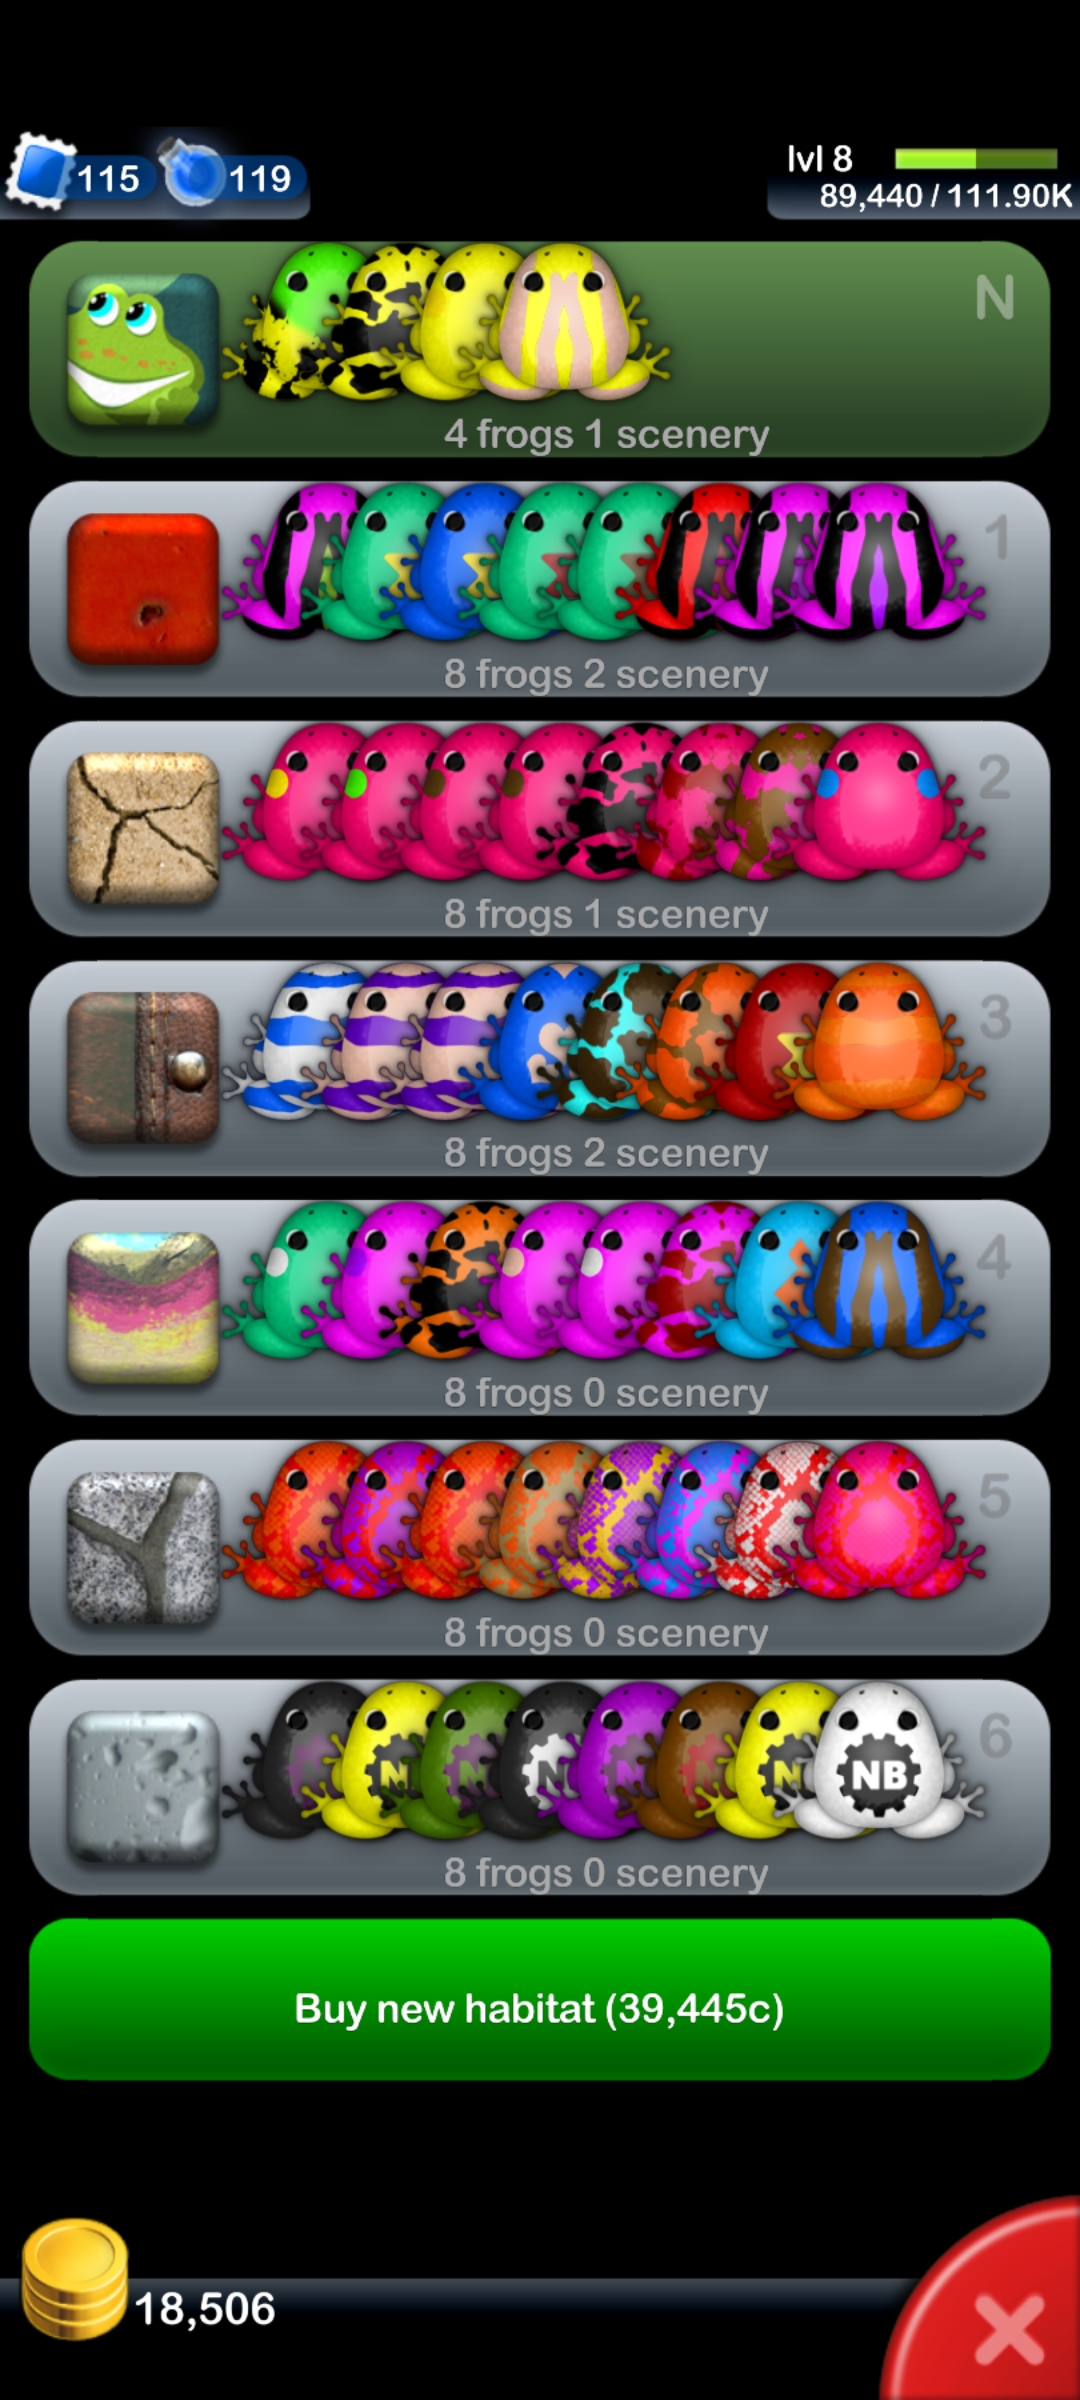 115 119
lvl 8
89,440 / 111.90K
N
4 frogs 1 scenery
1
8 frogs 2 scenery
2
8 frogs 1 scenery
3
8 frogs 2 scenery
4
8 frogs 0 scenery
5
8 frogs 0 scenery
6
N N N N N NB
8 frogs 0 scenery
Buy new habitat (39,445c)
18,506